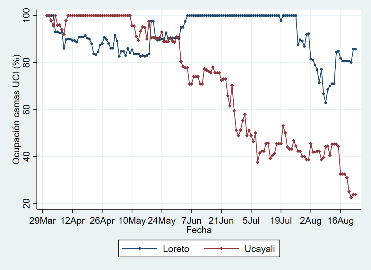 Ocupación camas UCI (%)
100
80
60
40
20
29Mar 12Apr 26Apr 10May 24May 7Jun 21Jun 5Jul 19Jul 2Aug 16Aug
Fecha
Loreto Ucayali